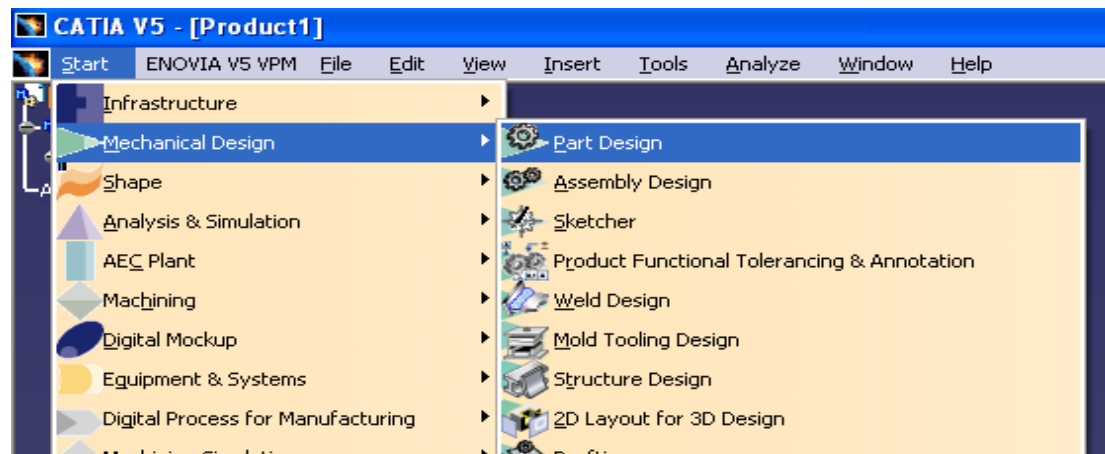 CATIA V5 - [Product1]
Start ENOVIA V5 VPM File Edit View Insert Tools Analyze Window Help
Infrastructure
Mechanical Design
Shape
Analysis & Simulation
AEC Plant
Machining
Digital Mockup
Equipment & Systems
Digital Process for Manufacturing
Part Design
Assembly Design
Sketcher
Product Functional Tolerancing & Annotation
Weld Design
Mold Tooling Design
Structure Design
2D Layout for 3D Design